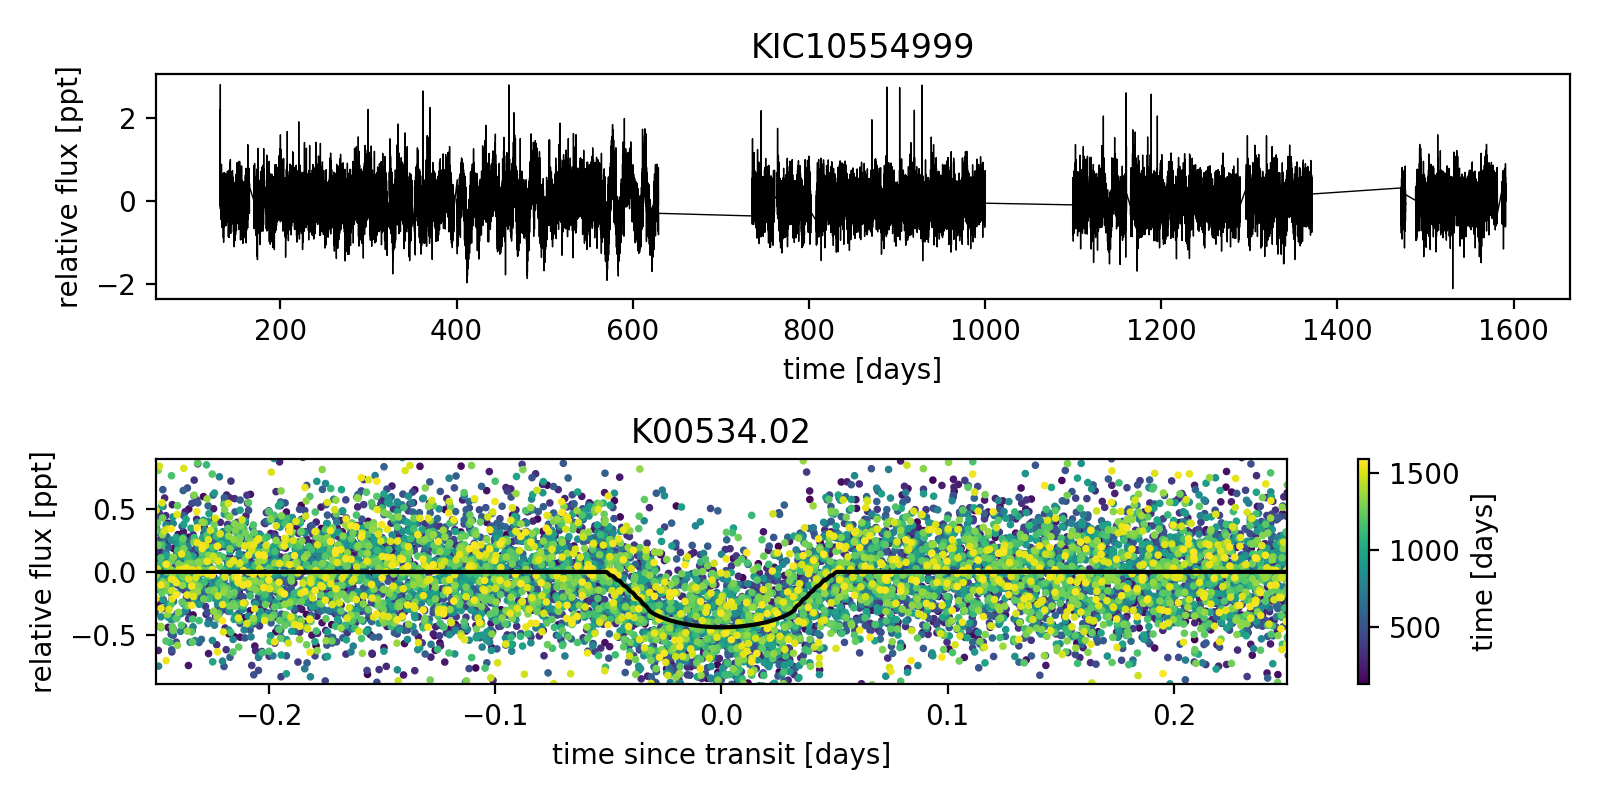 KIC10554999
relative flux [ppt]
2
0
−2
200 400 600 800 1000 1200 1400 1600
time [days]
K00534.02
relative flux [ppt]
0.5
0.0
−0.5
−0.2 −0.1 0.0 0.1 0.2
time since transit [days]
1500
1000
500
time [days]